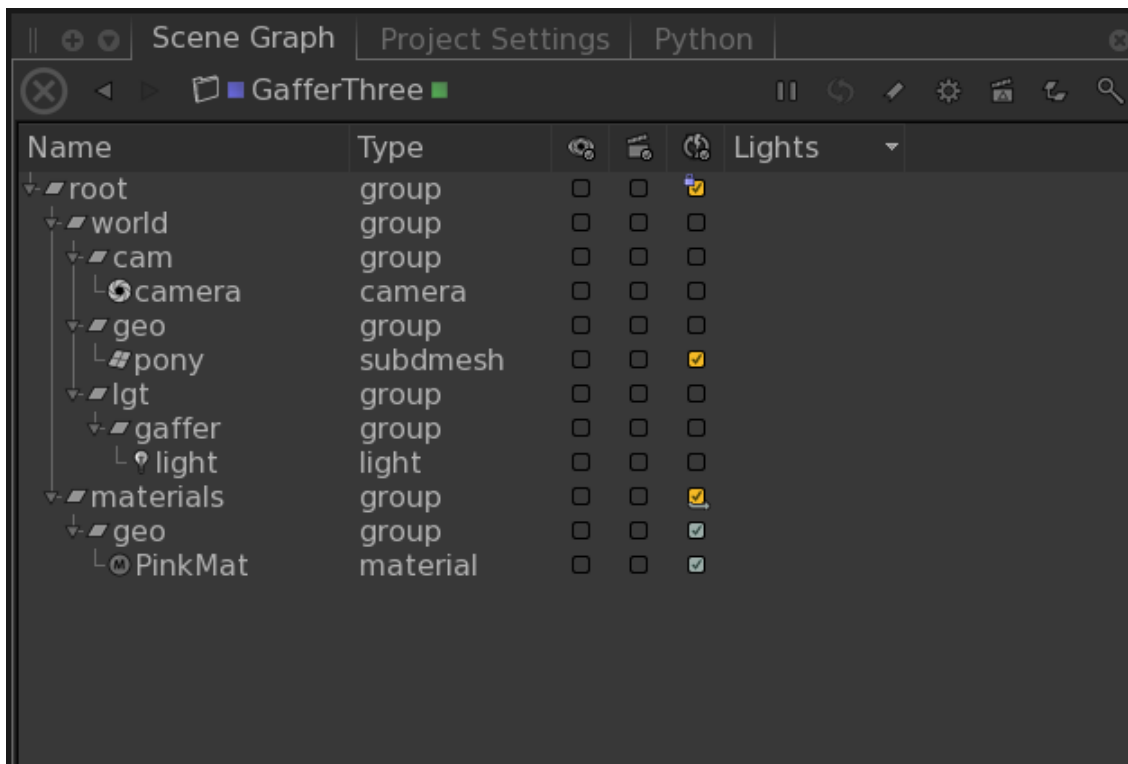 Scene Graph Project Settings Python
GafferThree
Name Type Lights
root group
world group
cam group
camera camera
geo group
pony subdmesh
lgt group
gaffer group
light light
materials group
geo group
PinkMat material